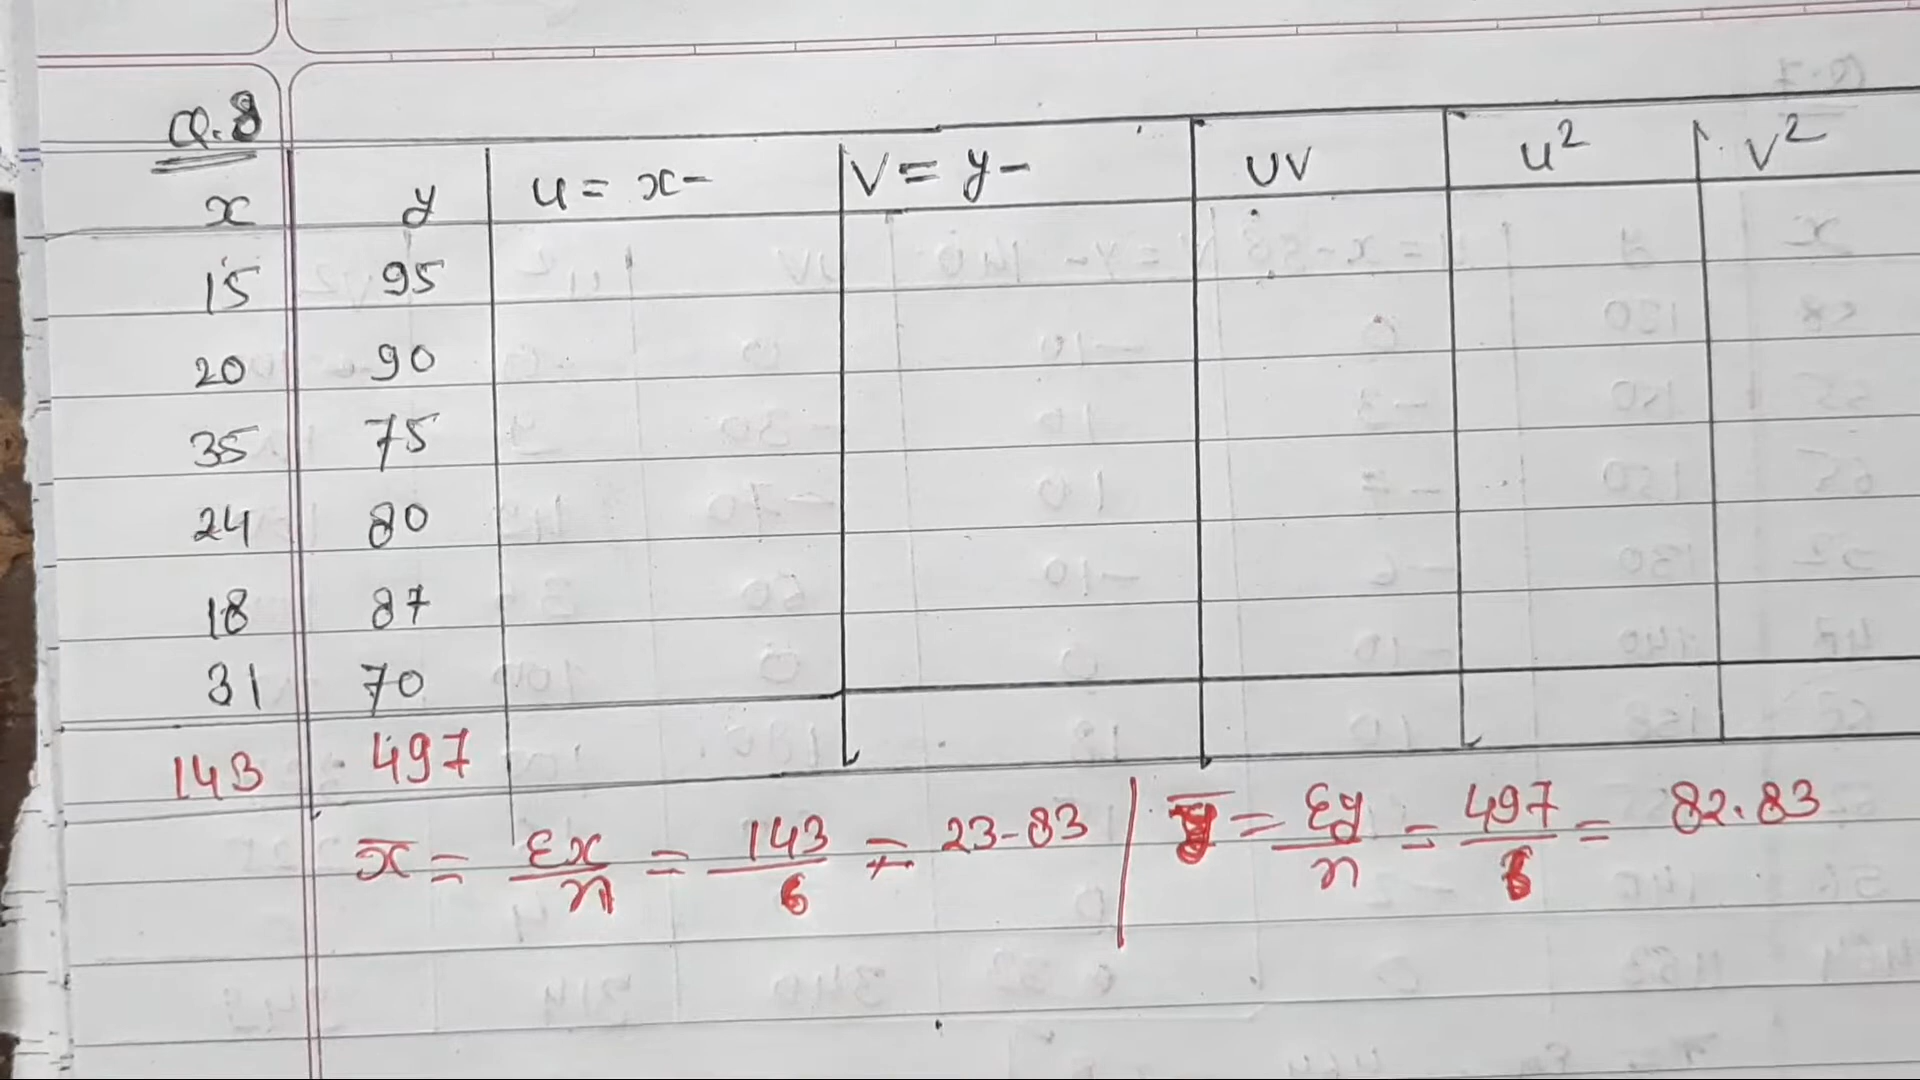 Q.8
x y u = x - v = y - uv u² v²
15 95
20 90
35 75
24 80
18 87
31 70
143 497
x̄ = Σx/n = 143/6 = 23-83 | ȳ = Σy/n = 497/6 = 82.83